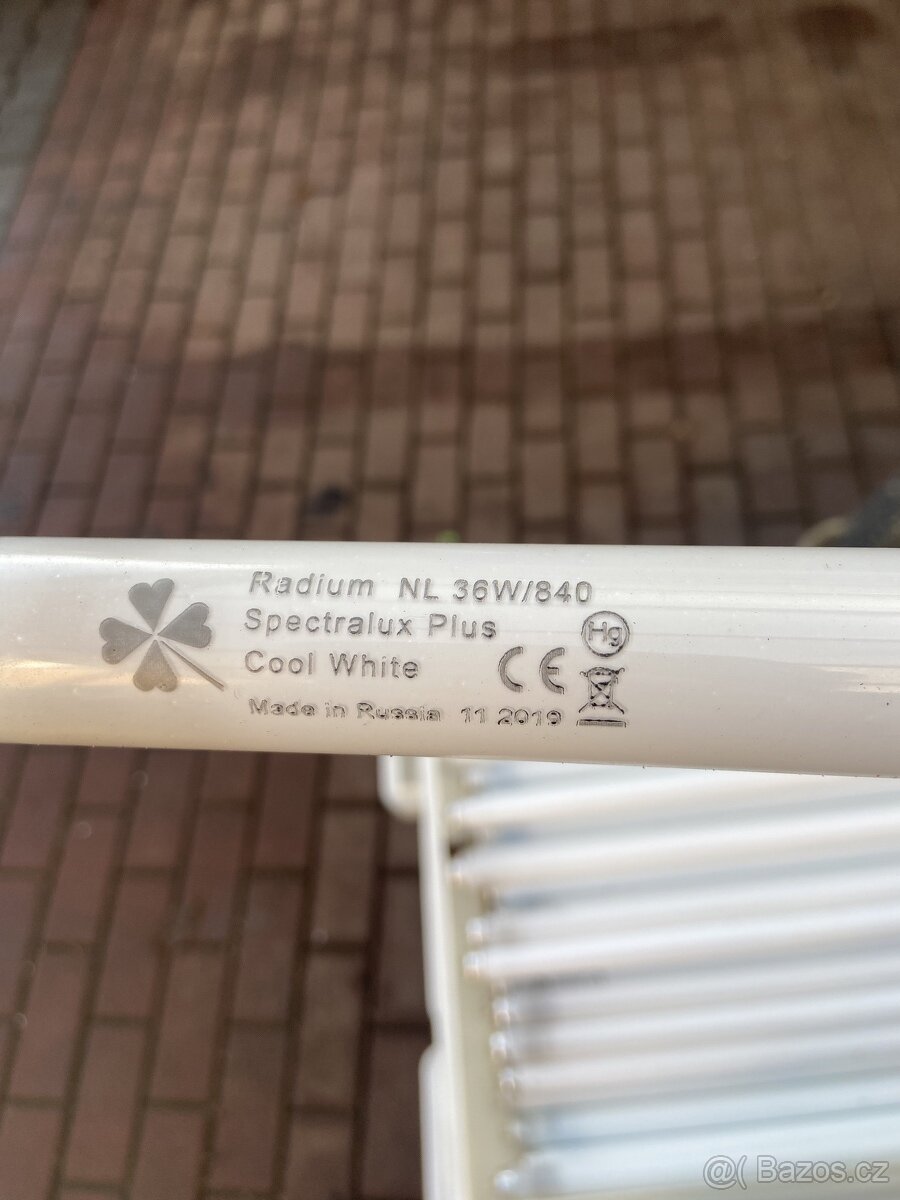 Radium NL 36W/840
Spectralux Plus
Hg
Cool White CE
Made in Russia 11 2019
@( Bazos.cz